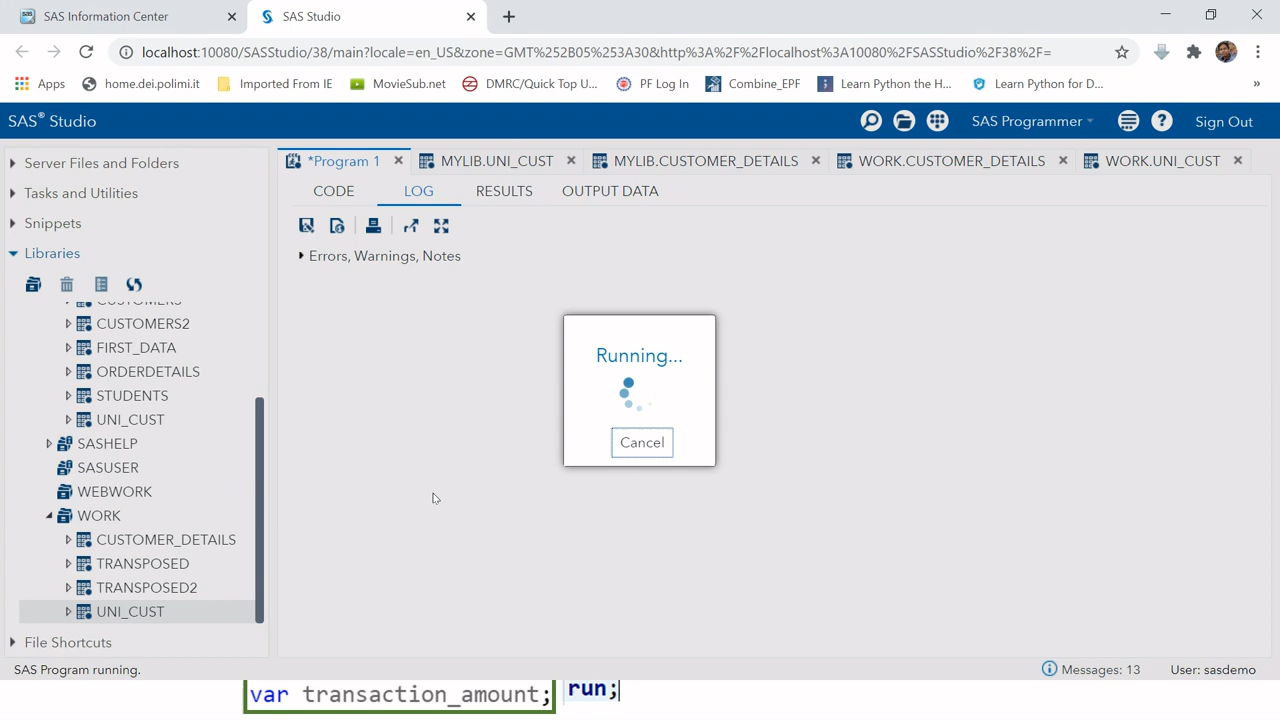 SAS Information Center
SAS Studio
localhost:10080/SASStudio/38/main?locale=en_US&zone=GMT%252B05%253A30&http%3A%2F%2Flocalhost%3A10080%2FSASStudio%2F38%2F=
Apps home.dei.polimi.it Imported From IE MovieSub.net DMRC/Quick Top U... PF Log In Combine_EPF Learn Python the H... Learn Python for D... »
SAS® Studio
SAS Programmer
Sign Out
Server Files and Folders
Tasks and Utilities
Snippets
Libraries
CUSTOMERS
CUSTOMERS2
FIRST_DATA
ORDERDETAILS
STUDENTS
UNI_CUST
SASHELP
SASUSER
WEBWORK
WORK
CUSTOMER_DETAILS
TRANSPOSED
TRANSPOSED2
UNI_CUST
File Shortcuts
*Program 1 MYLIB.UNI_CUST MYLIB.CUSTOMER_DETAILS WORK.CUSTOMER_DETAILS WORK.UNI_CUST
CODE LOG RESULTS OUTPUT DATA
Errors, Warnings, Notes
Running...
Cancel
SAS Program running.
Messages: 13 User: sasdemo
var transaction_amount; run;